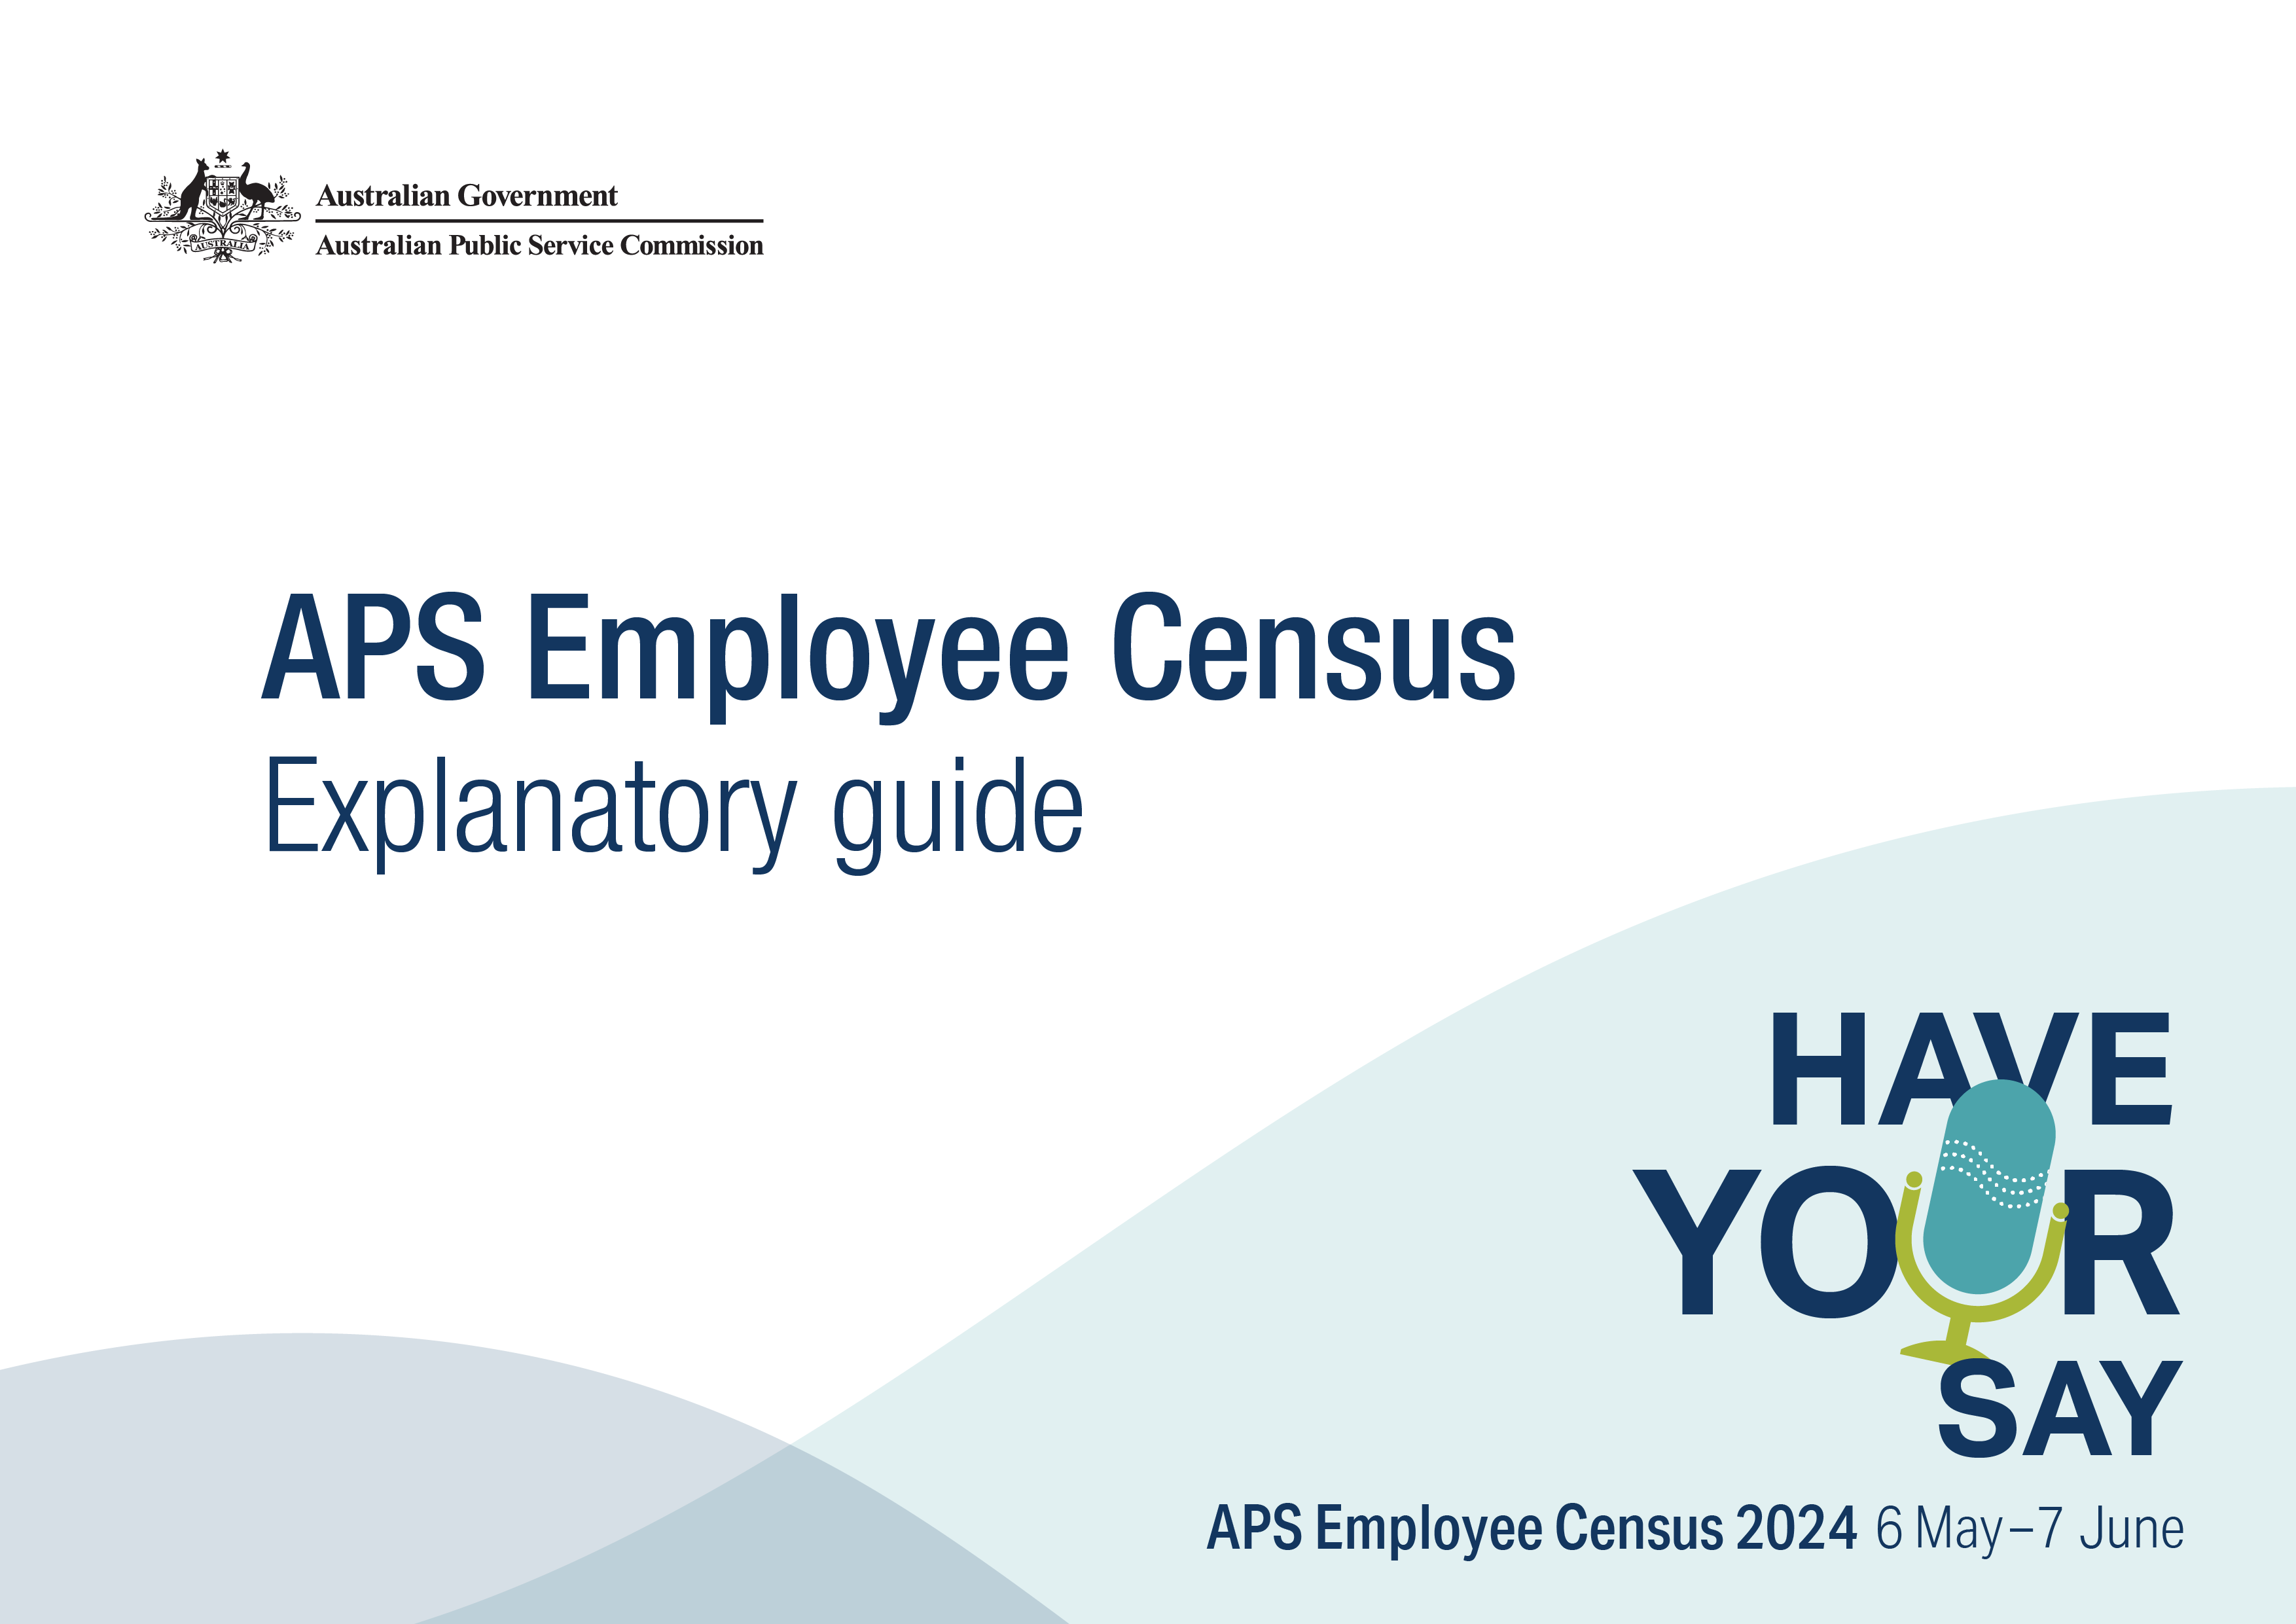 AUSTRALIA
Australian Government
Australian Public Service Commission
APS Employee Census
Explanatory guide
HAVE
YOUR
SAY
APS Employee Census 2024 6 May–7 June